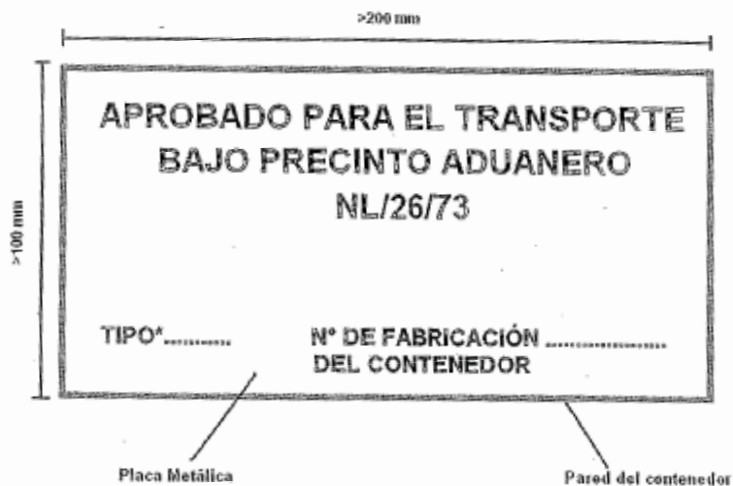 >200 mm
>100 mm
APROBADO PARA EL TRANSPORTE
BAJO PRECINTO ADUANERO
NL/26/73
TIPO*...........
Nº DE FABRICACIÓN ....................
DEL CONTENEDOR
Placa Metálica
Pared del contenedor